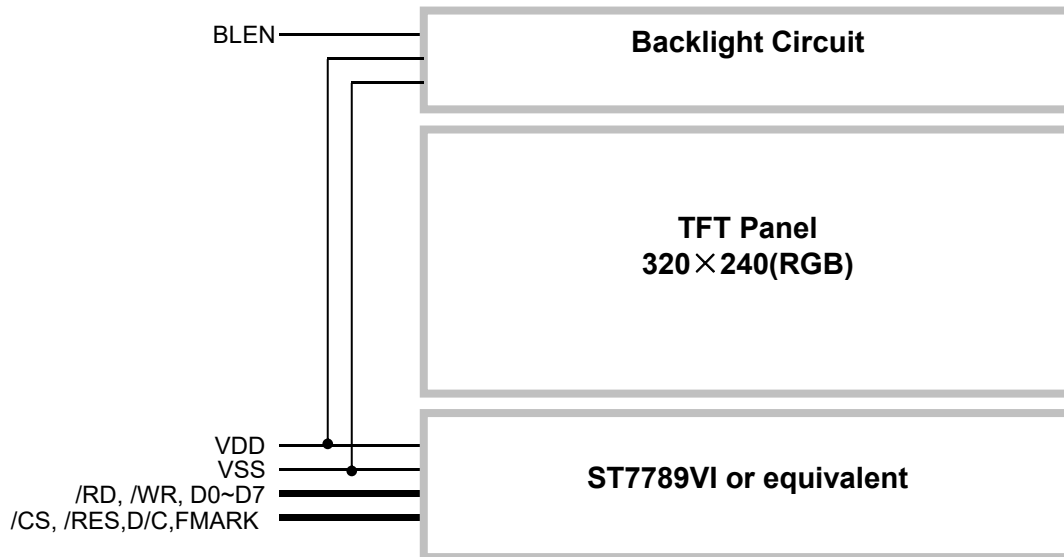 BLEN
Backlight Circuit
TFT Panel
320×240(RGB)
VDD
VSS
/RD, /WR, D0~D7
/CS, /RES,D/C,FMARK
ST7789VI or equivalent